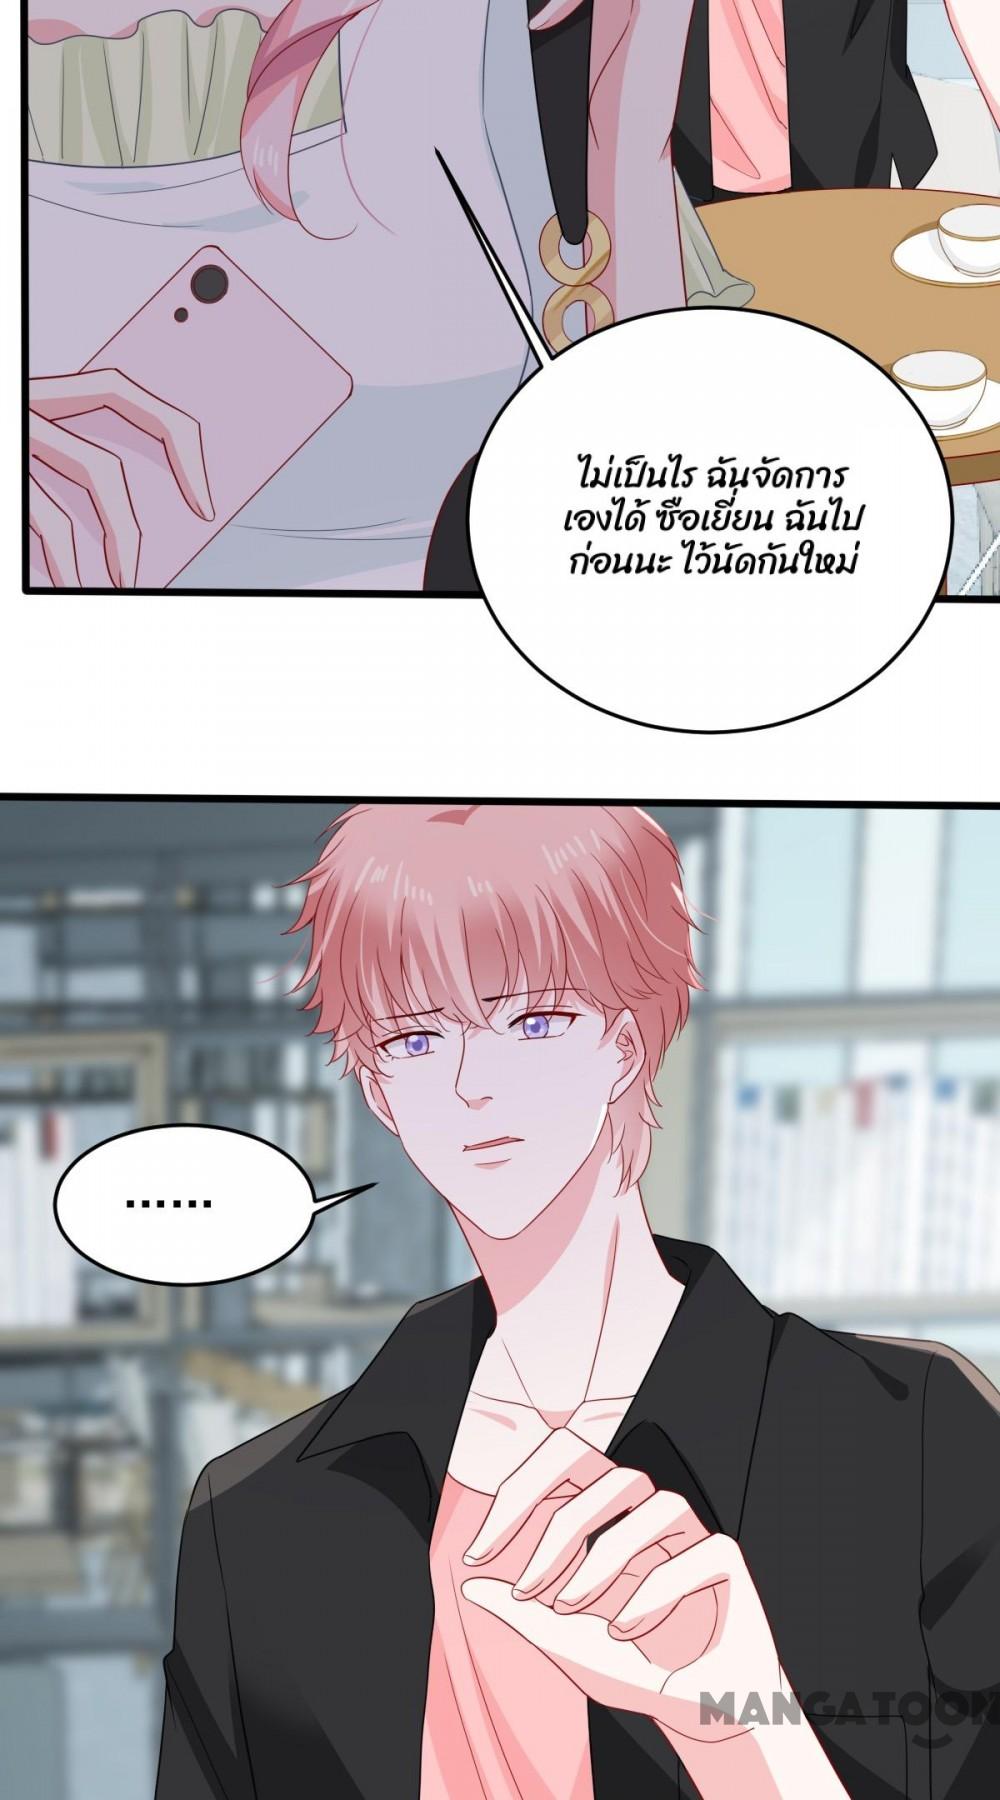 ไม่เป็นไร ฉันจัดการ
เองได้ ซือเยี่ยน ฉันไป
ก่อนนะ ไว้นัดกันใหม่
......
MANGATOON